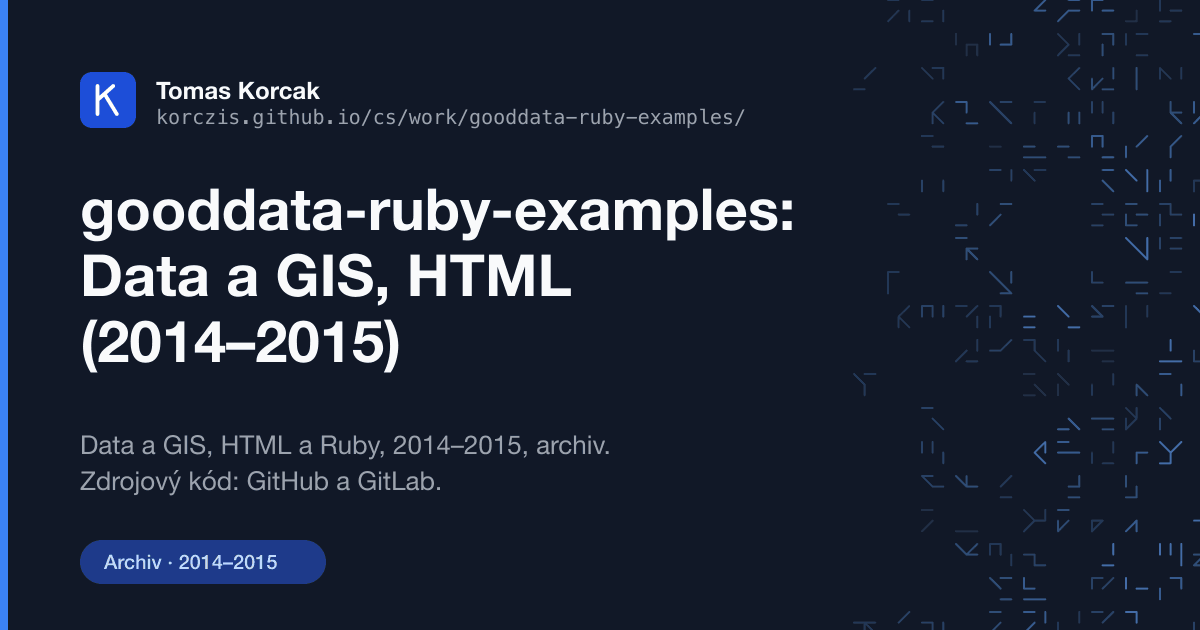 K
Tomas Korcak
korczis.github.io/cs/work/gooddata-ruby-examples/
gooddata-ruby-examples:
Data a GIS, HTML
(2014–2015)
Data a GIS, HTML a Ruby, 2014–2015, archiv.
Zdrojový kód: GitHub a GitLab.
Archiv · 2014–2015